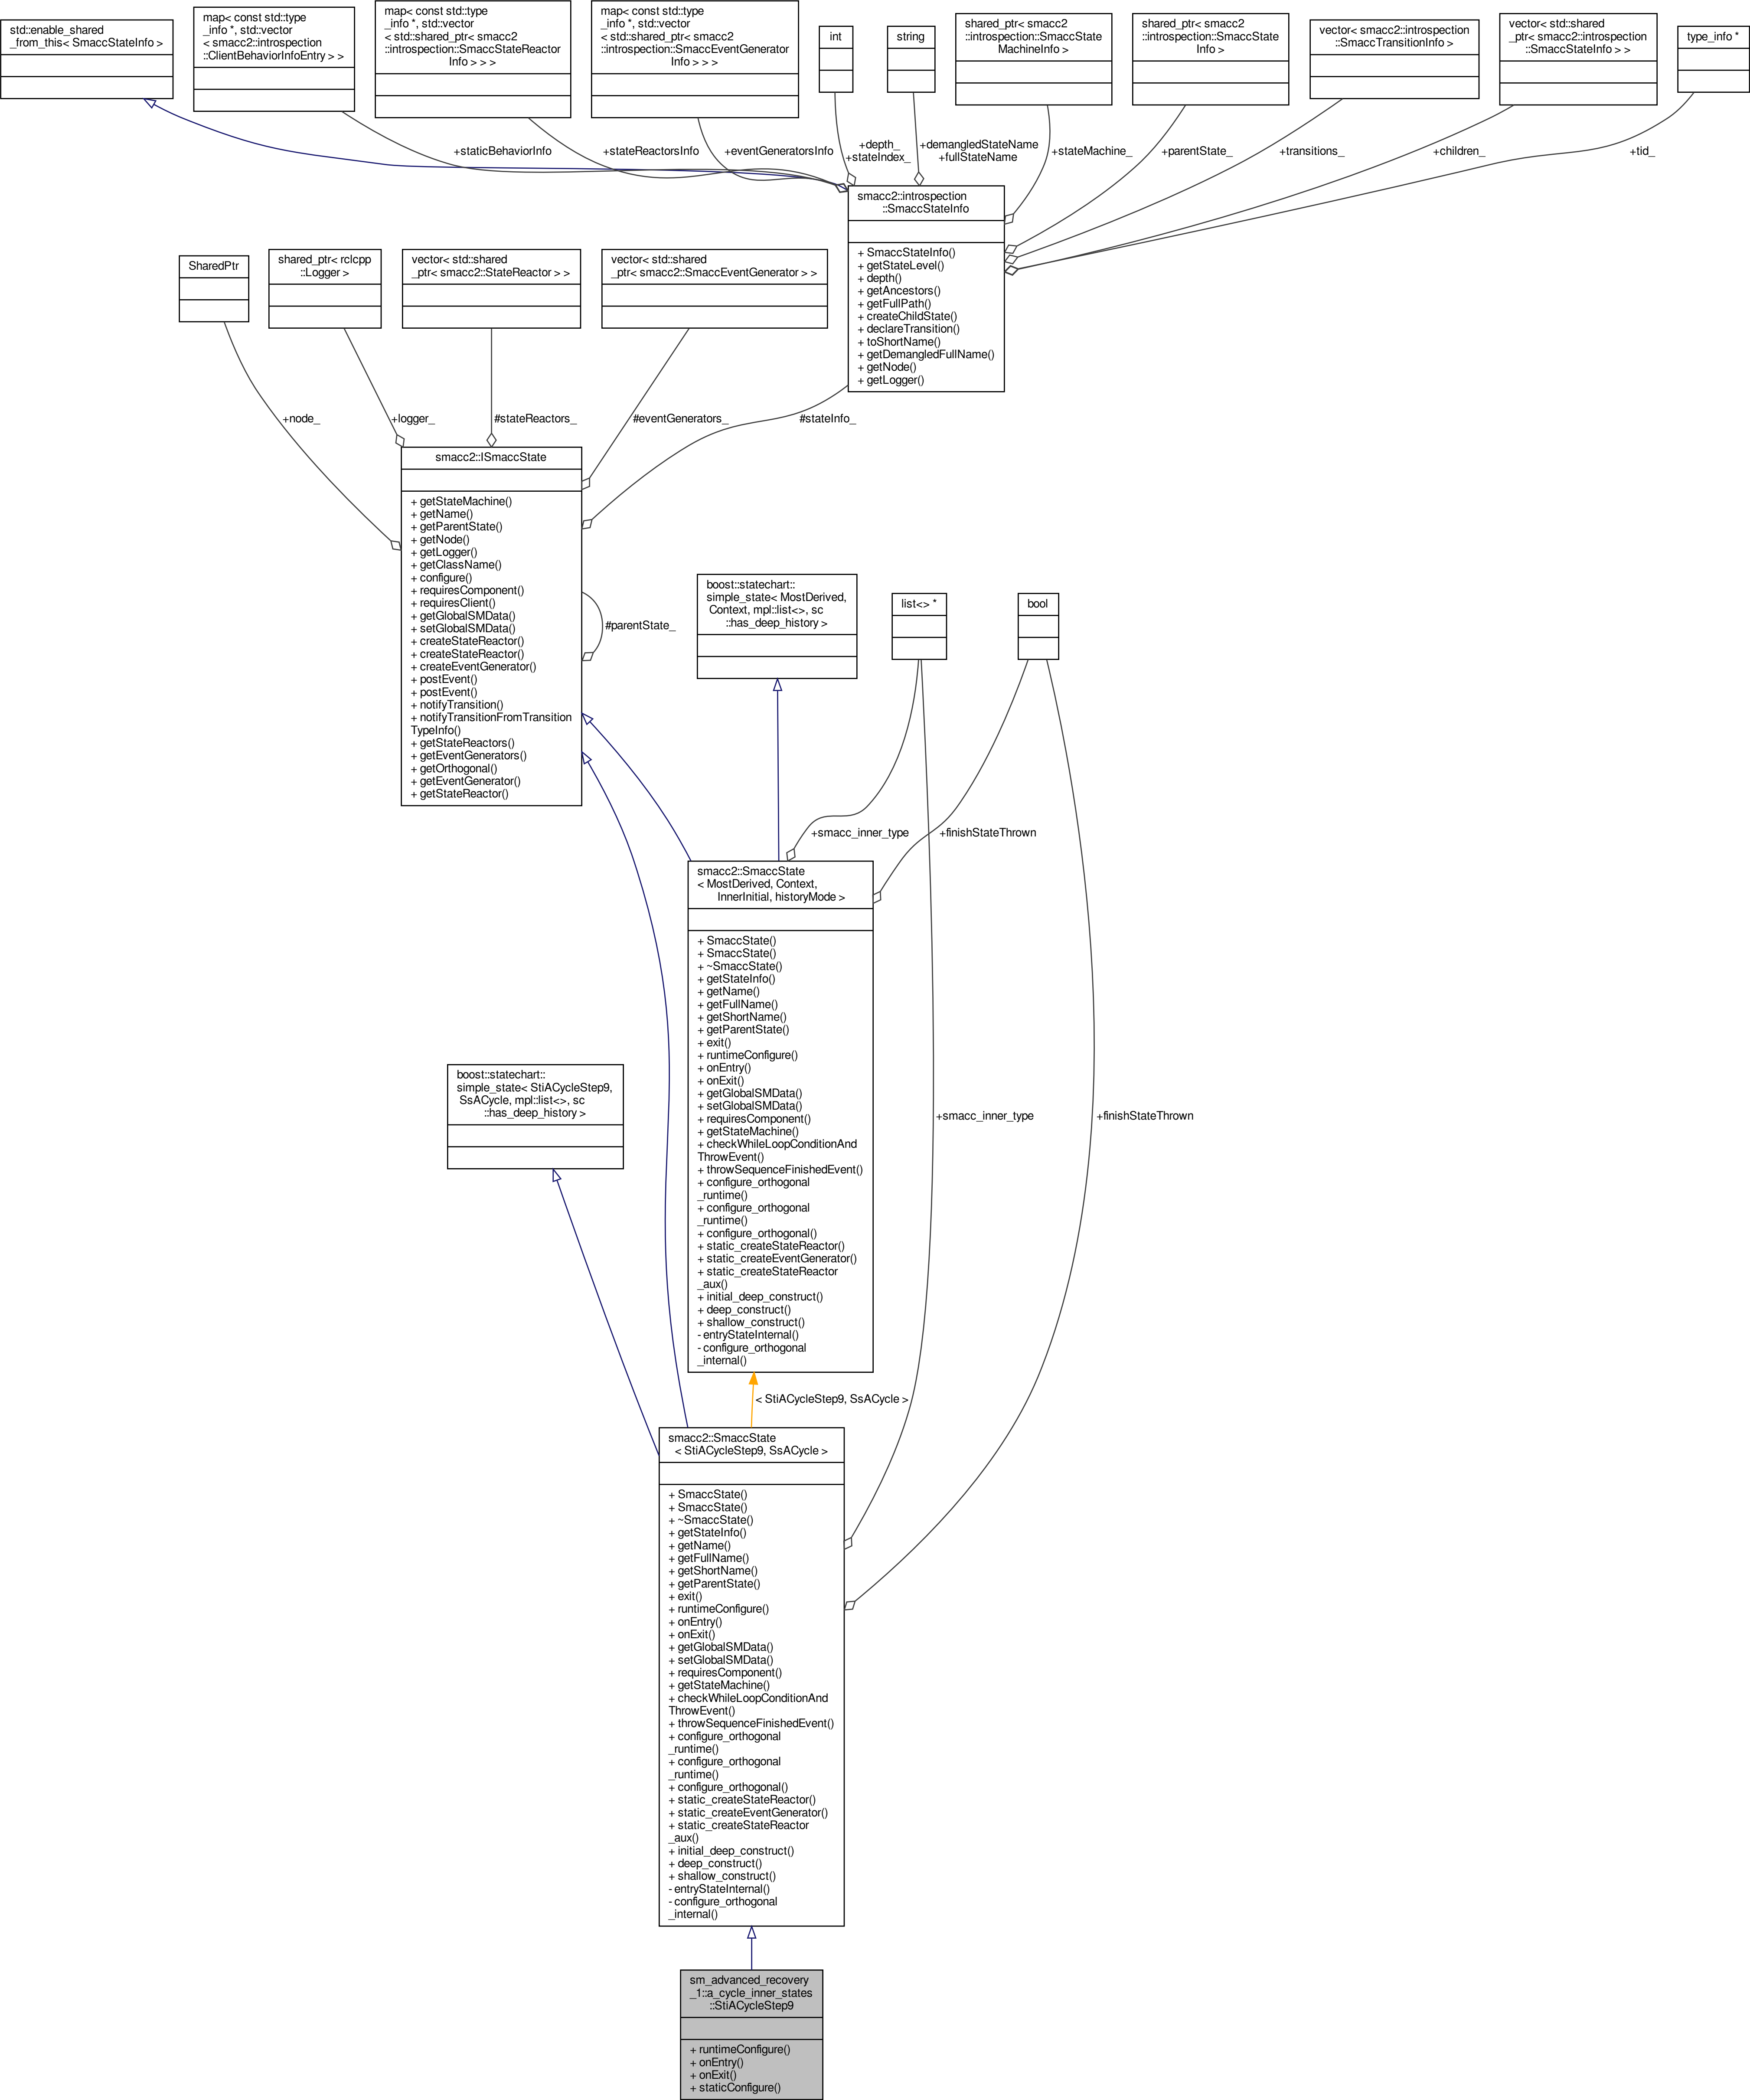 std::enable_shared
_from_this< SmaccStateInfo >
map< const std::type
_info *, std::vector
< smacc2::introspection
::ClientBehaviorInfoEntry > >
map< const std::type
_info *, std::vector
< std::shared_ptr< smacc2
::introspection::SmaccStateReactor
Info > > >
map< const std::type
_info *, std::vector
< std::shared_ptr< smacc2
::introspection::SmaccEventGenerator
Info > > >
int
string
shared_ptr< smacc2
::introspection::SmaccState
MachineInfo >
shared_ptr< smacc2
::introspection::SmaccState
Info >
vector< smacc2::introspection
::SmaccTransitionInfo >
vector< std::shared
_ptr< smacc2::introspection
::SmaccStateInfo > >
type_info *
+staticBehaviorInfo
+stateReactorsInfo
+eventGeneratorsInfo
+depth_
+stateIndex_
+demangledStateName
+fullStateName
+stateMachine_
+parentState_
+transitions_
+children_
+tid_
smacc2::introspection
::SmaccStateInfo
+ SmaccStateInfo()
+ getStateLevel()
+ depth()
+ getAncestors()
+ getFullPath()
+ createChildState()
+ declareTransition()
+ toShortName()
+ getDemangledFullName()
+ getNode()
+ getLogger()
SharedPtr
shared_ptr< rclcpp
::Logger >
vector< std::shared
_ptr< smacc2::StateReactor > >
vector< std::shared
_ptr< smacc2::SmaccEventGenerator > >
+node_
+logger_
#stateReactors_
#eventGenerators_
#stateInfo_
smacc2::ISmaccState
+ getStateMachine()
+ getName()
+ getParentState()
+ getNode()
+ getLogger()
+ getClassName()
+ configure()
+ requiresComponent()
+ requiresClient()
+ getGlobalSMData()
+ setGlobalSMData()
+ createStateReactor()
+ createStateReactor()
+ createEventGenerator()
+ postEvent()
+ postEvent()
+ notifyTransition()
+ notifyTransitionFromTransition
TypeInfo()
+ getStateReactors()
+ getEventGenerators()
+ getOrthogonal()
+ getEventGenerator()
+ getStateReactor()
#parentState_
boost::statechart::
simple_state< MostDerived,
Context, mpl::list<>, sc
::has_deep_history >
list<> *
bool
+smacc_inner_type
+finishStateThrown
smacc2::SmaccState
< MostDerived, Context,
InnerInitial, historyMode >
+ SmaccState()
+ SmaccState()
+ ~SmaccState()
+ getStateInfo()
+ getName()
+ getFullName()
+ getShortName()
+ getParentState()
+ exit()
+ runtimeConfigure()
+ onEntry()
+ onExit()
+ getGlobalSMData()
+ setGlobalSMData()
+ requiresComponent()
+ getStateMachine()
+ checkWhileLoopConditionAnd
ThrowEvent()
+ throwSequenceFinishedEvent()
+ configure_orthogonal
_runtime()
+ configure_orthogonal
_runtime()
+ configure_orthogonal()
+ static_createStateReactor()
+ static_createEventGenerator()
+ static_createStateReactor
_aux()
+ initial_deep_construct()
+ deep_construct()
+ shallow_construct()
- entryStateInternal()
- configure_orthogonal
_internal()
boost::statechart::
simple_state< StiACycleStep9,
SsACycle, mpl::list<>, sc
::has_deep_history >
+smacc_inner_type
+finishStateThrown
< StiACycleStep9, SsACycle >
smacc2::SmaccState
< StiACycleStep9, SsACycle >
+ SmaccState()
+ SmaccState()
+ ~SmaccState()
+ getStateInfo()
+ getName()
+ getFullName()
+ getShortName()
+ getParentState()
+ exit()
+ runtimeConfigure()
+ onEntry()
+ onExit()
+ getGlobalSMData()
+ setGlobalSMData()
+ requiresComponent()
+ getStateMachine()
+ checkWhileLoopConditionAnd
ThrowEvent()
+ throwSequenceFinishedEvent()
+ configure_orthogonal
_runtime()
+ configure_orthogonal
_runtime()
+ configure_orthogonal()
+ static_createStateReactor()
+ static_createEventGenerator()
+ static_createStateReactor
_aux()
+ initial_deep_construct()
+ deep_construct()
+ shallow_construct()
- entryStateInternal()
- configure_orthogonal
_internal()
sm_advanced_recovery
_1::a_cycle_inner_states
::StiACycleStep9
+ runtimeConfigure()
+ onEntry()
+ onExit()
+ staticConfigure()